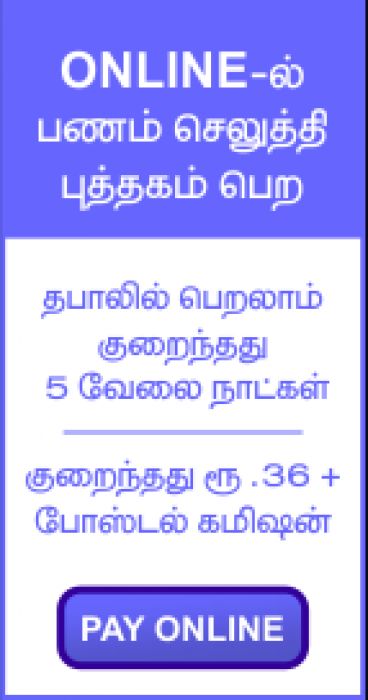 ONLINE-ல்
பணம் செலுத்தி
புத்தகம் பெற
தபாலில் பெறலாம்
குறைந்தது
5 வேலை நாட்கள்
குறைந்தது ரூ .36 +
போஸ்டல் கமிஷன்
PAY ONLINE